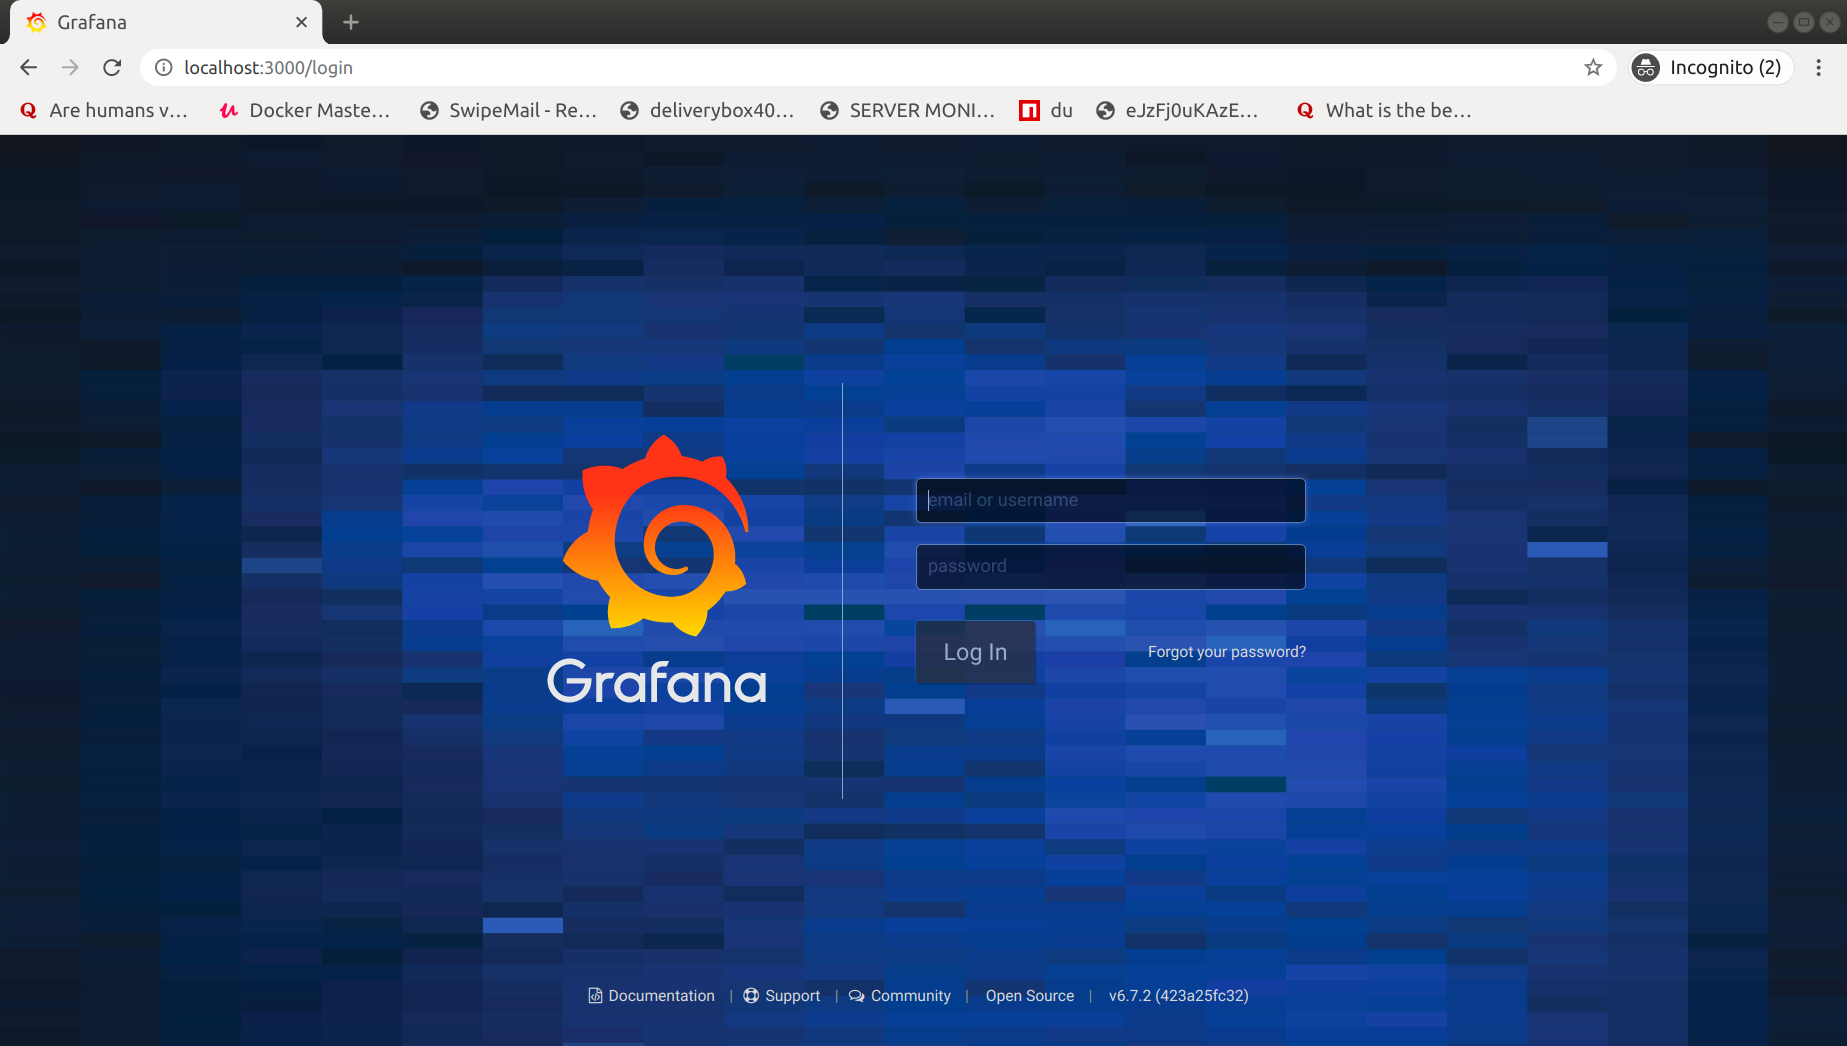 Grafana
localhost:3000/login
Incognito (2)
Are humans v...
Docker Maste...
SwipeMail - Re...
deliverybox40...
SERVER MONI...
du
eJzFj0uKAzE...
What is the be...
email or username
password
Log In
Forgot your password?
Grafana
Documentation | Support | Community | Open Source | v6.7.2 (423a25fc32)